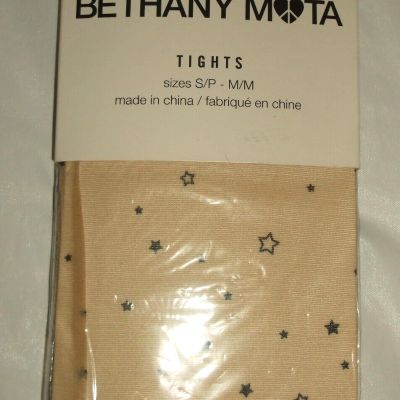 BETHANY MOTA
TIGHTS
sizes S/P - M/M
made in china / fabriqué en chine